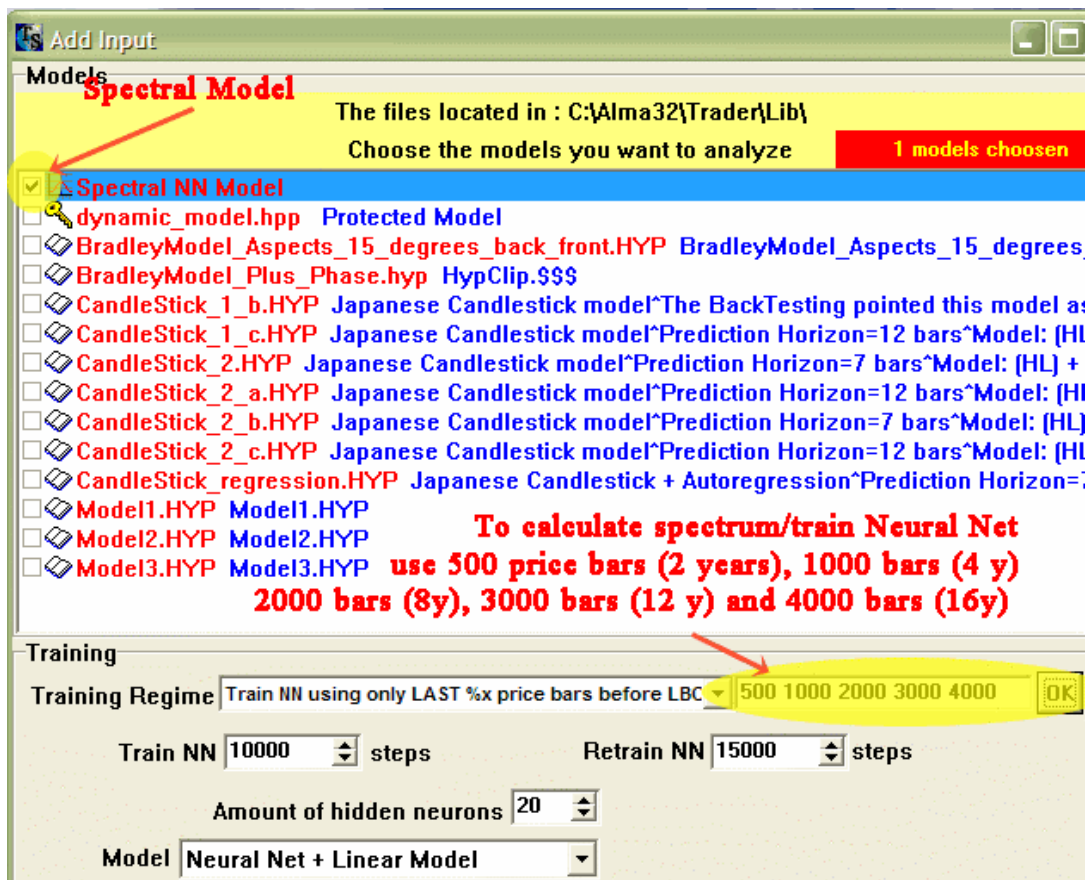 Add Input
Models
Spectral Model
The files located in : C:\Alma32\Trader\Lib\
Choose the models you want to analyze 1 models choosen
Spectral NN Model
dynamic_model.hpp Protected Model
BradleyModel_Aspects_15_degrees_back_front.HYP BradleyModel_Aspects_15_degrees_
BradleyModel_Plus_Phase.hyp HypClip.$$$
CandleStick_1_b.HYP Japanese Candlestick model^The BackTesting pointed this model as
CandleStick_1_c.HYP Japanese Candlestick model^Prediction Horizon=12 bars^Model: (HL
CandleStick_2.HYP Japanese Candlestick model^Prediction Horizon=7 bars^Model: (HL) +
CandleStick_2_a.HYP Japanese Candlestick model^Prediction Horizon=12 bars^Model: (HL
CandleStick_2_b.HYP Japanese Candlestick model^Prediction Horizon=7 bars^Model: (HL)
CandleStick_2_c.HYP Japanese Candlestick model^Prediction Horizon=12 bars^Model: (HL
CandleStick_regression.HYP Japanese Candlestick + Autoregression^Prediction Horizon=7
Model1.HYP Model1.HYP
Model2.HYP Model2.HYP
Model3.HYP Model3.HYP
To calculate spectrum/train Neural Net
use 500 price bars (2 years), 1000 bars (4 y)
2000 bars (8y), 3000 bars (12 y) and 4000 bars (16y)
Training
Training Regime Train NN using only LAST %x price bars before LBC 500 1000 2000 3000 4000 OK
Train NN 10000 steps Retrain NN 15000 steps
Amount of hidden neurons 20
Model Neural Net + Linear Model